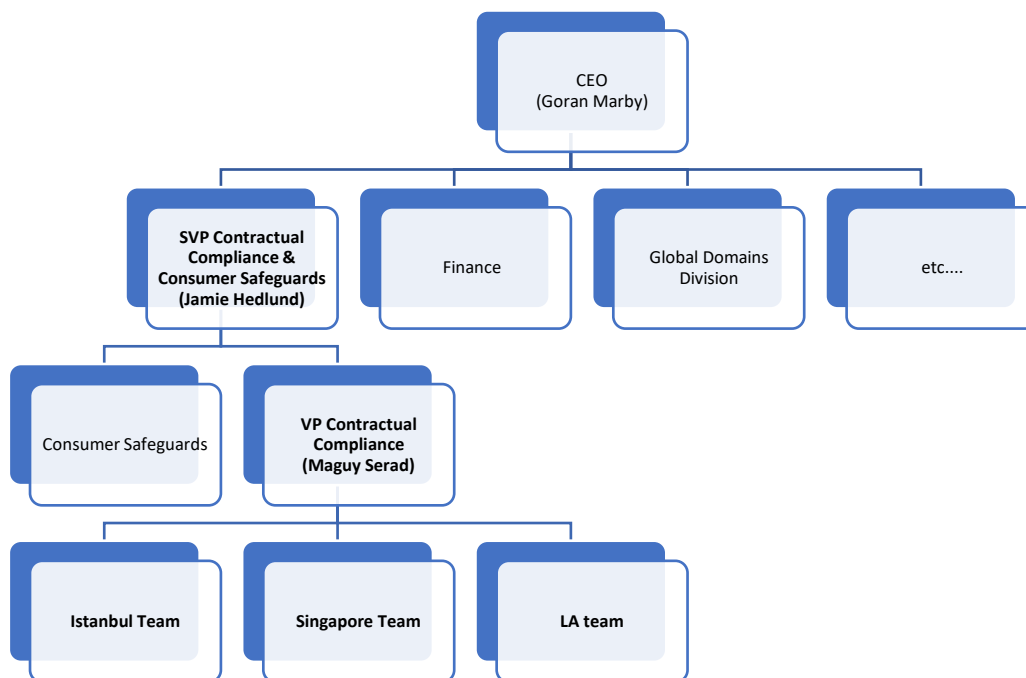 CEO
(Goran Marby)
SVP Contractual
Compliance &
Consumer Safeguards
(Jamie Hedlund)
Finance
Global Domains
Division
etc....
Consumer Safeguards
VP Contractual
Compliance
(Maguy Serad)
Istanbul Team
Singapore Team
LA team